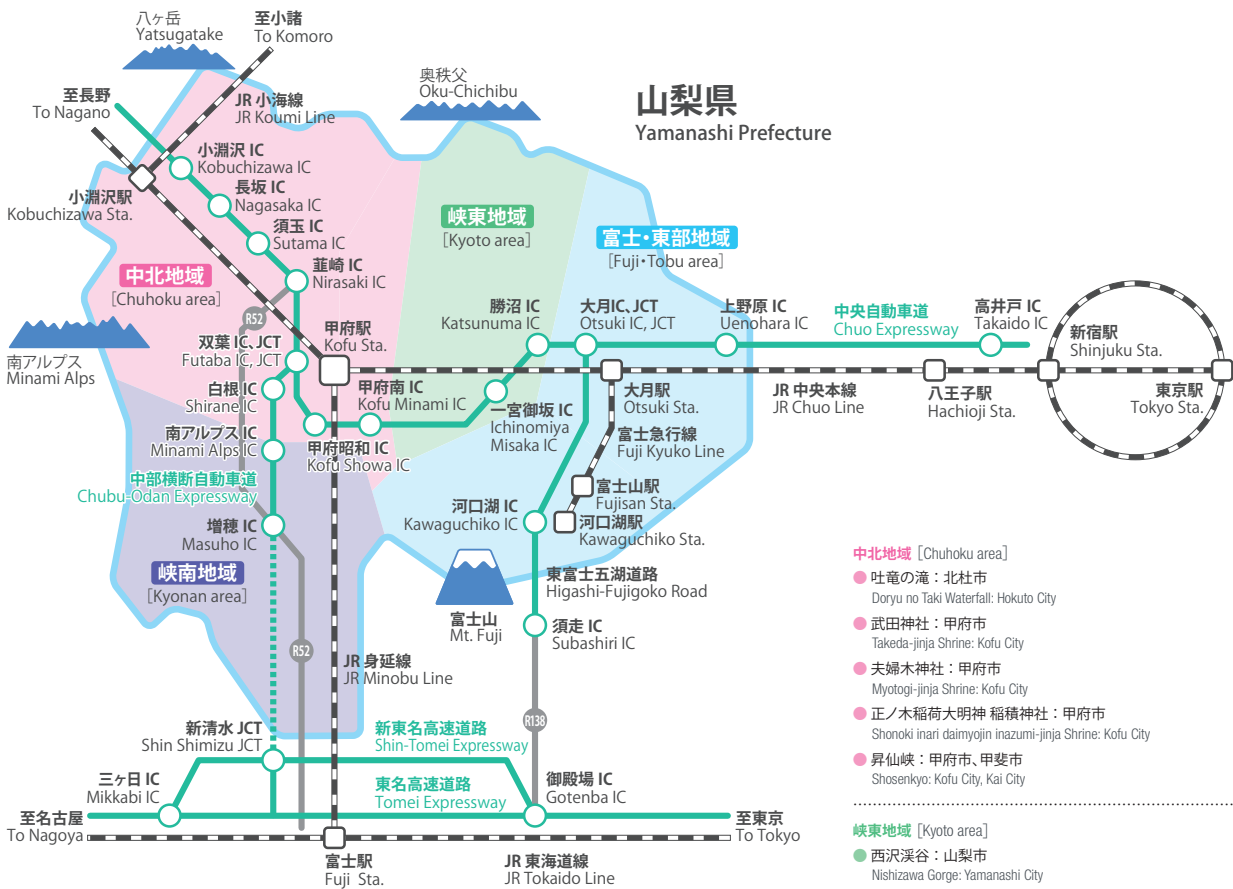 八ヶ岳
Yatsugatake
至小諸
To Komoro
奥秩父
Oku-Chichibu
山梨県
Yamanashi Prefecture
至長野
To Nagano
JR 小海線
JR Koumi Line
小淵沢 IC
Kobuchizawa IC
小淵沢駅
Kobuchizawa Sta.
長坂 IC
Nagasaka IC
須玉 IC
Sutama IC
峡東地域
[Kyoto area]
富士・東部地域
[Fuji・Tobu area]
中北地域
[Chuhoku area]
韮崎 IC
Nirasaki IC
R52
南アルプス
Minami Alps
双葉 IC、JCT
Futaba IC, JCT
甲府駅
Kofu Sta.
勝沼 IC
Katsunuma IC
大月IC、JCT
Otsuki IC, JCT
上野原 IC
Uenohara IC
中央自動車道
Chuo Expressway
高井戸 IC
Takaido IC
新宿駅
Shinjuku Sta.
白根 IC
Shirane IC
甲府南 IC
Kofu Minami IC
一宮御坂 IC
Ichinomiya
Misaka IC
大月駅
Otsuki Sta.
JR 中央本線
JR Chuo Line
八王子駅
Hachioji Sta.
東京駅
Tokyo Sta.
南アルプス IC
Minami Alps IC
甲府昭和 IC
Kofu Showa IC
富士急行線
Fuji Kyuko Line
中部横断自動車道
Chubu-Odan Expressway
富士山駅
Fujisan Sta.
河口湖 IC
Kawaguchiko IC
河口湖駅
Kawaguchiko Sta.
増穂 IC
Masuho IC
峡南地域
[Kyonan area]
東富士五湖道路
Higashi-Fujigoko Road
富士山
Mt. Fuji
須走 IC
Subashiri IC
R52
JR 身延線
JR Minobu Line
R138
新清水 JCT
Shin Shimizu JCT
新東名高速道路
Shin-Tomei Expressway
三ヶ日 IC
Mikkabi IC
東名高速道路
Tomei Expressway
御殿場 IC
Gotenba IC
至名古屋
To Nagoya
至東京
To Tokyo
富士駅
Fuji Sta.
JR 東海道線
JR Tokaido Line
中北地域 [Chuhoku area]
吐竜の滝：北杜市
Doryu no Taki Waterfall: Hokuto City
武田神社：甲府市
Takeda-jinja Shrine: Kofu City
夫婦木神社：甲府市
Myotogi-jinja Shrine: Kofu City
正ノ木稲荷大明神 稲積神社：甲府市
Shonoki inari daimyojin inazumi-jinja Shrine: Kofu City
昇仙峡：甲府市、甲斐市
Shosenkyo: Kofu City, Kai City
峡東地域 [Kyoto area]
西沢渓谷：山梨市
Nishizawa Gorge: Yamanashi City